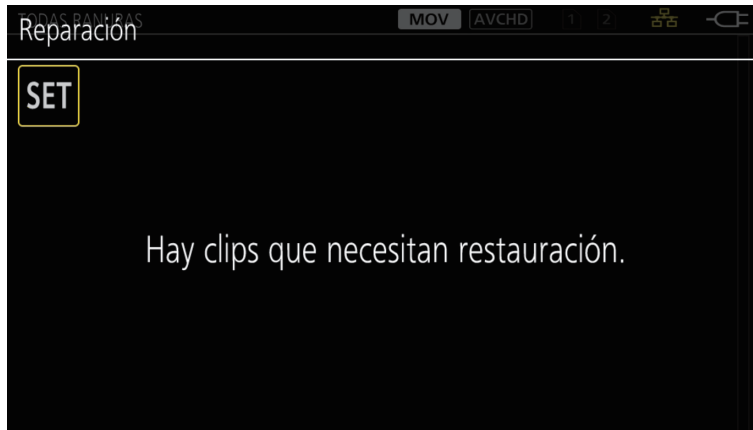 TODAS RANURAS
MOV AVCHD 1 2
Reparación
SET
Hay clips que necesitan restauración.